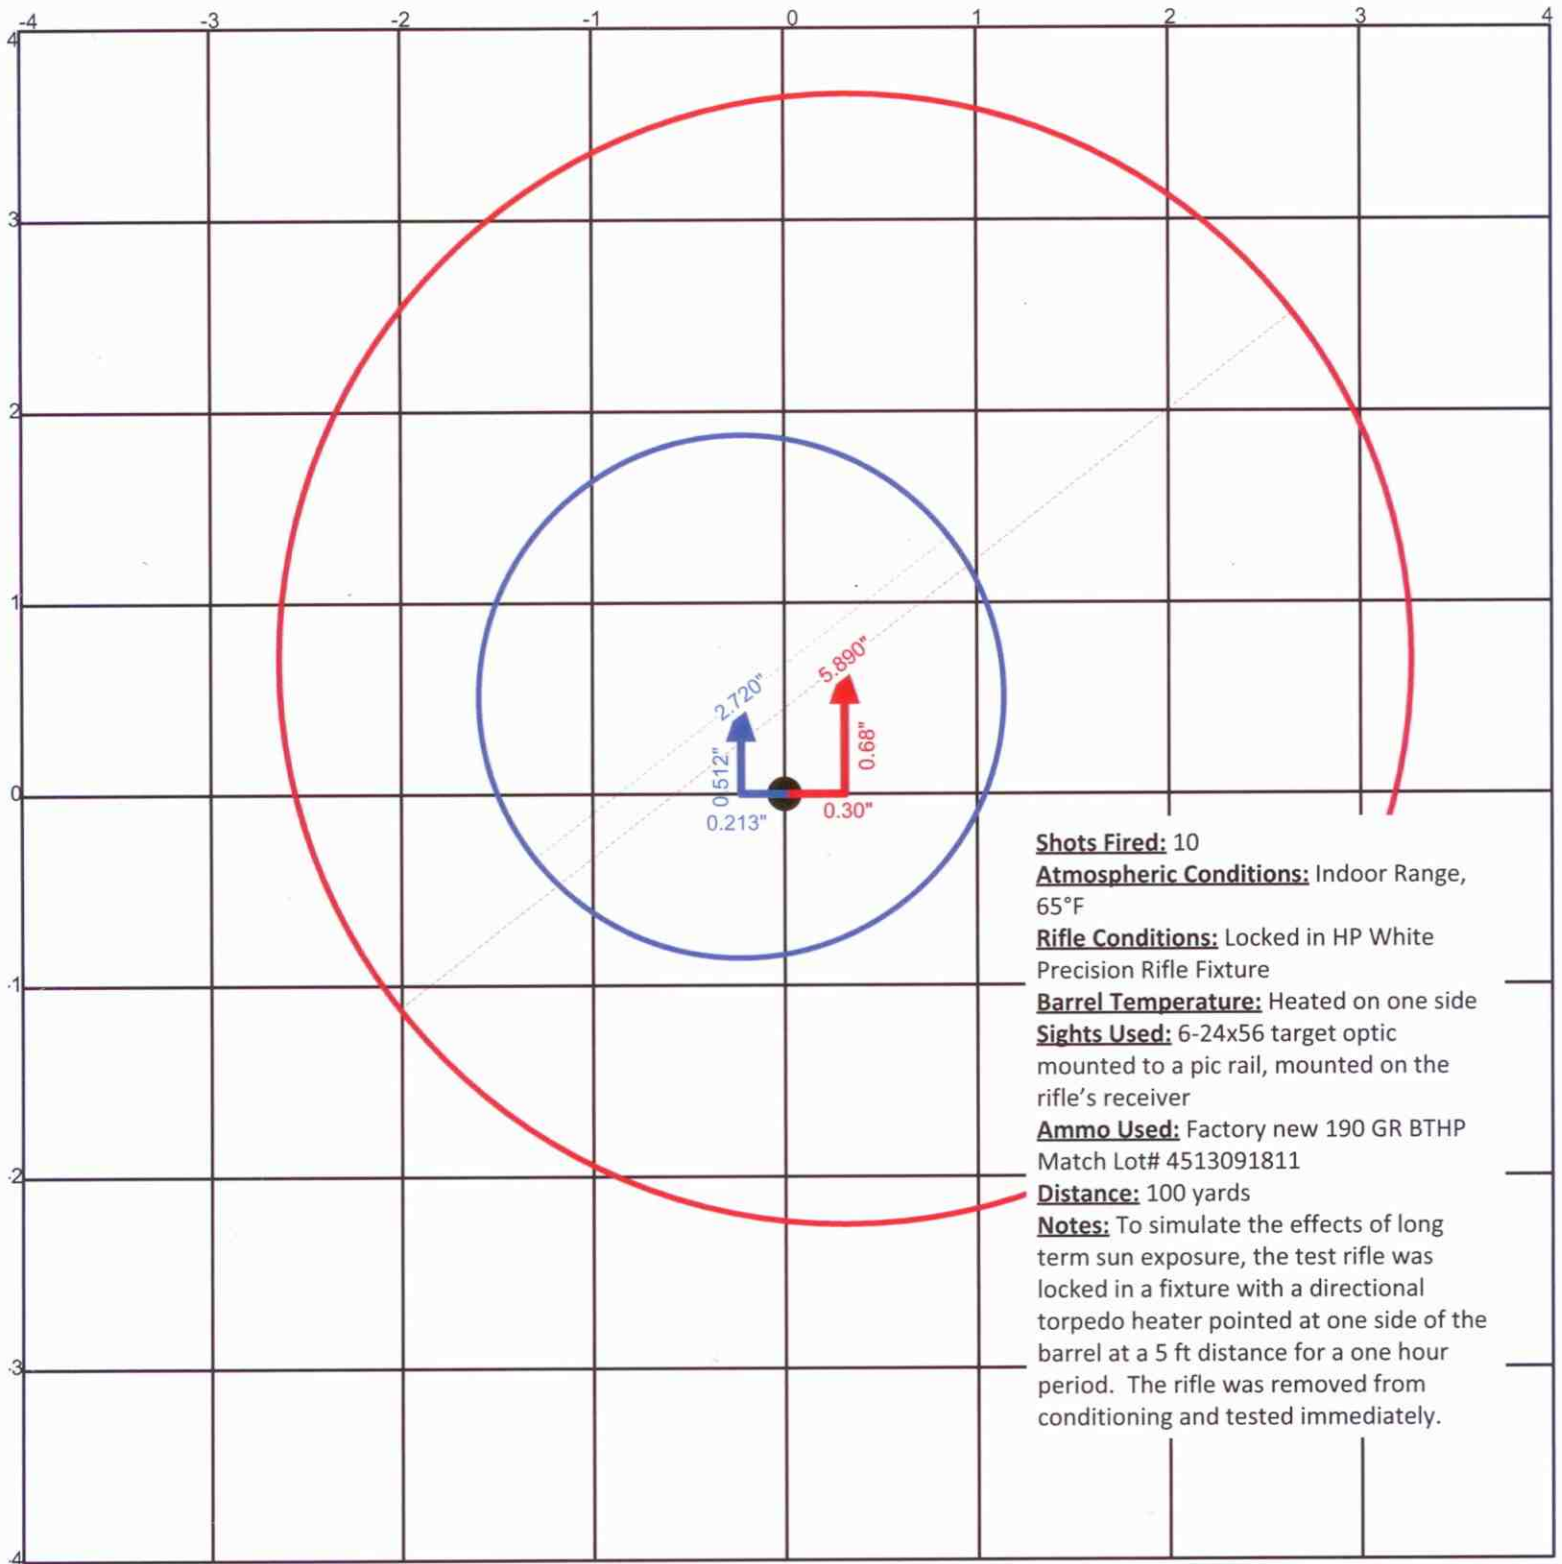 -4 -3 -2 -1 0 1 2 3 4
4
3
2
1
0
-1
-2
-3
-4
5.890"
2.720"
0.68"
0.512"
0.30"
0.213"
Shots Fired: 10
Atmospheric Conditions: Indoor Range,
65°F
Rifle Conditions: Locked in HP White
Precision Rifle Fixture
Barrel Temperature: Heated on one side
Sights Used: 6-24x56 target optic
mounted to a pic rail, mounted on the
rifle's receiver
Ammo Used: Factory new 190 GR BTHP
Match Lot# 4513091811
Distance: 100 yards
Notes: To simulate the effects of long
term sun exposure, the test rifle was
locked in a fixture with a directional
torpedo heater pointed at one side of the
barrel at a 5 ft distance for a one hour
period. The rifle was removed from
conditioning and tested immediately.